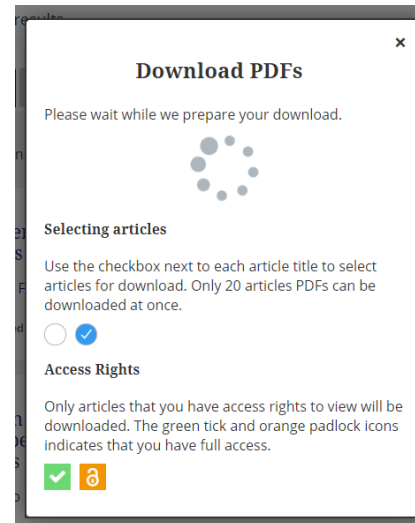 results
×
Download PDFs
Please wait while we prepare your download.
Selecting articles
Use the checkbox next to each article title to select
articles for download. Only 20 articles PDFs can be
downloaded at once.
Access Rights
Only articles that you have access rights to view will be
downloaded. The green tick and orange padlock icons
indicates that you have full access.